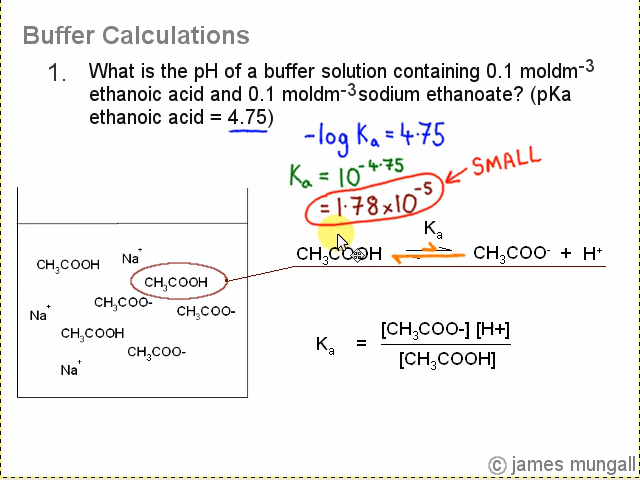 Buffer Calculations
1. What is the pH of a buffer solution containing 0.1 moldm⁻³
ethanoic acid and 0.1 moldm⁻³ sodium ethanoate? (pKa
ethanoic acid = 4.75)
-log Kₐ = 4.75
Kₐ = 10⁻⁴·⁷⁵
= 1.78 × 10⁻⁵
SMALL
Kₐ
CH₃COOH ⇌ CH₃COO⁻ + H⁺
CH₃COOH
Na⁺
CH₃COOH
CH₃COO-
CH₃COO-
Na⁺
CH₃COOH
CH₃COO-
Na⁺
Kₐ = [CH₃COO-] [H+]
[CH₃COOH]
© james mungall